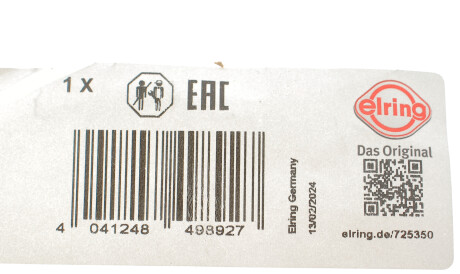 1 X
EAC
elring
Das Original
4 041248 498927
Elring Germany
13/02/2024
elring.de/725350